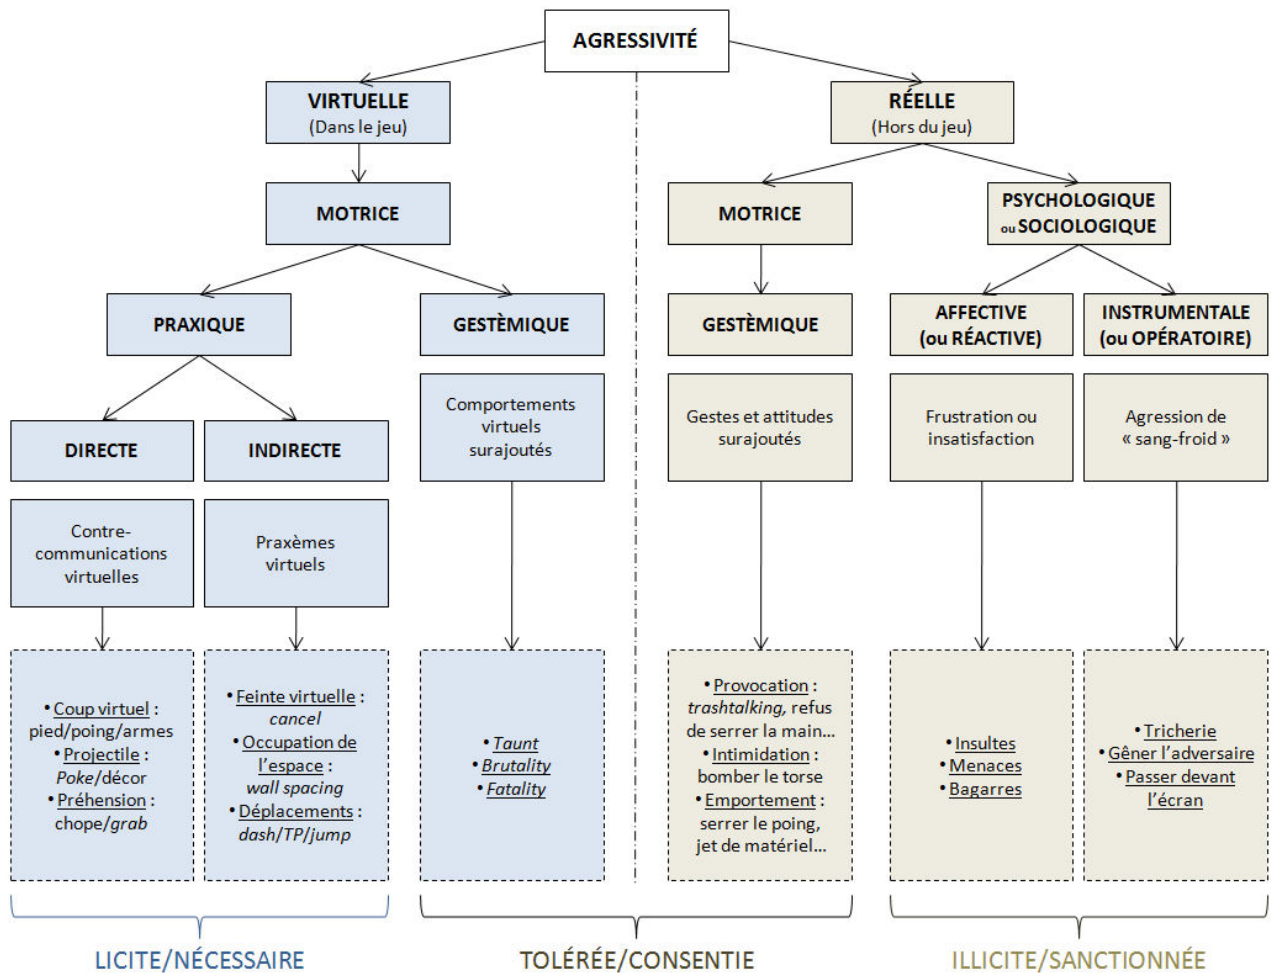 AGRESSIVITÉ
VIRTUELLE
(Dans le jeu)
RÉELLE
(Hors du jeu)
MOTRICE
MOTRICE
PSYCHOLOGIQUE
ou SOCIOLOGIQUE
PRAXIQUE
GESTÈMIQUE
GESTÈMIQUE
AFFECTIVE
(ou RÉACTIVE)
INSTRUMENTALE
(ou OPÉRATOIRE)
DIRECTE
INDIRECTE
Comportements
virtuels
surajoutés
Gestes et attitudes
surajoutés
Frustration ou
insatisfaction
Agression de
« sang-froid »
Contre-
communications
virtuelles
Praxèmes
virtuels
• Coup virtuel :
pied/poing/armes
• Projectile :
Poke/décor
• Préhension :
chope/grab
• Feinte virtuelle :
cancel
• Occupation de
l’espace :
wall spacing
• Déplacements :
dash/TP/jump
• Taunt
• Brutality
• Fatality
• Provocation :
trashtalking, refus
de serrer la main…
• Intimidation :
bomber le torse
• Emportement :
serrer le poing,
jet de matériel…
• Insultes
• Menaces
• Bagarres
• Tricherie
• Gêner l’adversaire
• Passer devant
l’écran
LICITE/NÉCESSAIRE
TOLÉRÉE/CONSENTIE
ILLICITE/SANCTIONNÉE